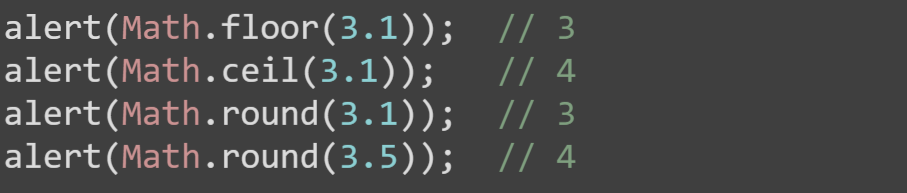 alert(Math.floor(3.1));  // 3
alert(Math.ceil(3.1));   // 4
alert(Math.round(3.1));  // 3
alert(Math.round(3.5));  // 4